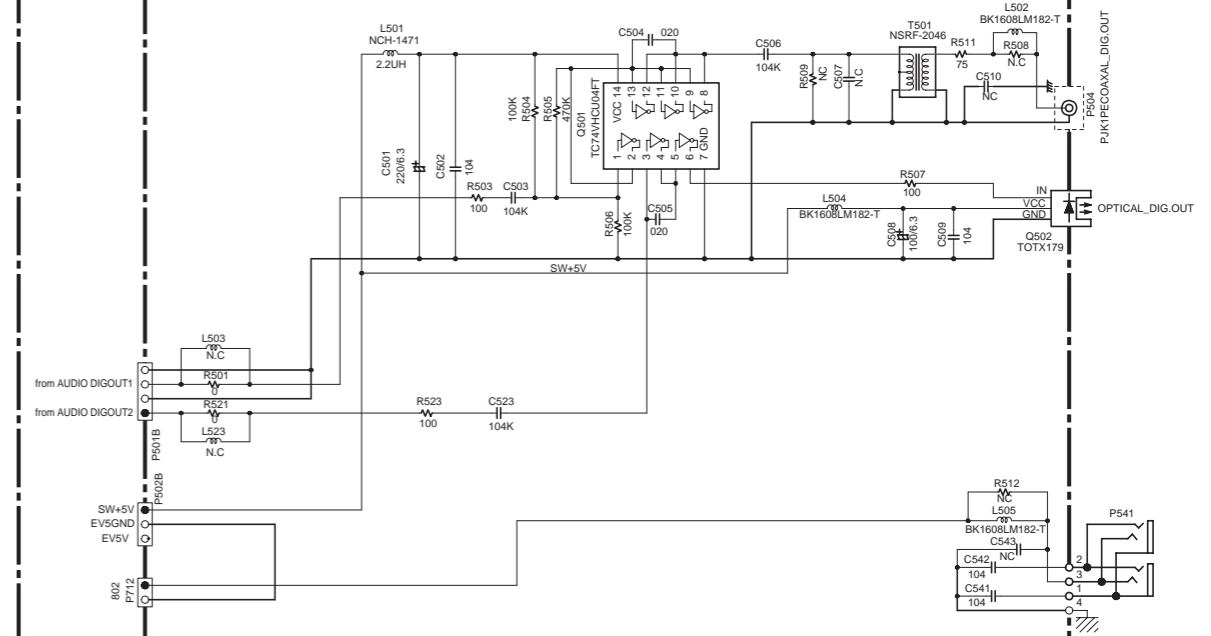 L501
NCH-1471
2.2UH
C504 020
C506
104K
T501
NSRF-2046
L502
BK1608LM182-T
R511
75
R508
N.C
C510
NC
R509
NC
C507
N.C
P504
PJK1PECOAXAL_DIG.OUT
100K
R504
R505
470K
Q501
TC74VHCU04FT
14 13 12 11 10 9 8
VCC
GND
1 2 3 4 5 6 7
C501
220/6.3
C502
104
R503
100
C503
104K
R506
100K
C505
020
R507
100
L504
BK1608LM182-T
C508
100/6.3
C509
104
IN
VCC
GND
OPTICAL_DIG.OUT
Q502
TOTX179
SW+5V
L503
N.C
from AUDIO DIGOUT1
R501
0
from AUDIO DIGOUT2
R521
0
L523
N.C
R523
100
C523
104K
P501B
P502B
SW+5V
EV5GND
EV5V
802
P712
R512
NC
L505
BK1608LM182-T
C543
NC
C542
104
C541
104
P541
2
3
1
4